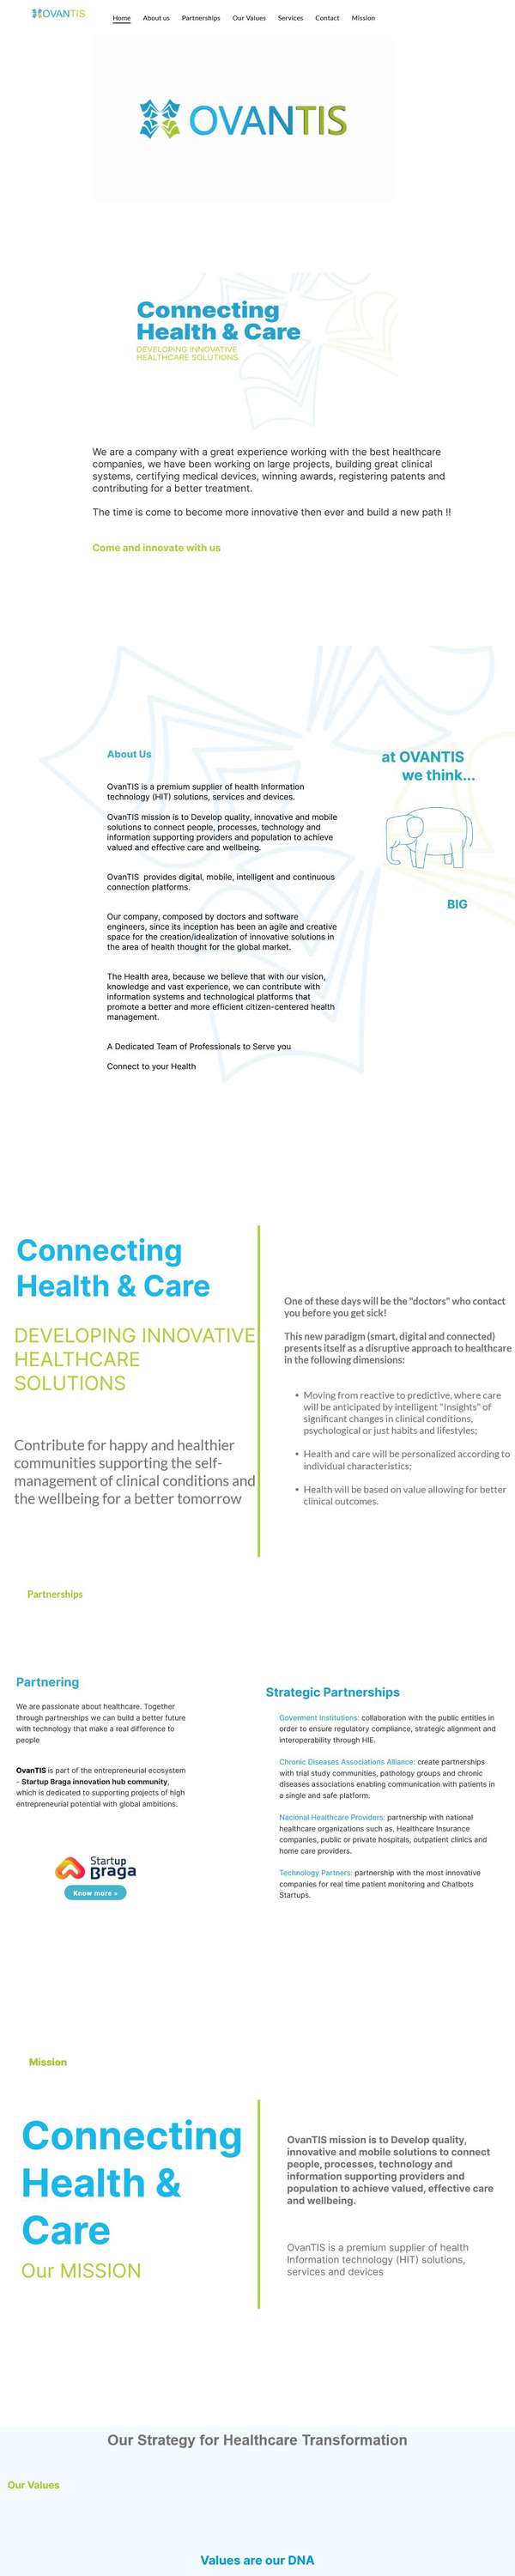 OVANTIS
Home About us Partnerships Our Values Services Contact Mission
OVANTIS
Connecting
Health & Care
DEVELOPING INNOVATIVE
HEALTHCARE SOLUTIONS
We are a company with a great experience working with the best healthcare
companies, we have been working on large projects, building great clinical
systems, certifying medical devices, winning awards, registering patents and
contributing for a better treatment.
The time is come to become more innovative then ever and build a new path !!
Come and innovate with us
About Us
OvanTIS is a premium supplier of health Information
technology (HIT) solutions, services and devices.
OvanTIS mission is to Develop quality, innovative and mobile
solutions to connect people, processes, technology and
information supporting providers and population to achieve
valued and effective care and wellbeing.
OvanTIS provides digital, mobile, intelligent and continuous
connection platforms.
Our company, composed by doctors and software
engineers, since its inception has been an agile and creative
space for the creation/idealization of innovative solutions in
the area of health thought for the global market.
The Health area, because we believe that with our vision,
knowledge and vast experience, we can contribute with
information systems and technological platforms that
promote a better and more efficient citizen-centered health
management.
A Dedicated Team of Professionals to Serve you
Connect to your Health
at OVANTIS
we think...
BIG
Connecting
Health & Care
DEVELOPING INNOVATIVE
HEALTHCARE
SOLUTIONS
Contribute for happy and healthier
communities supporting the self-
management of clinical conditions and
the wellbeing for a better tomorrow
One of these days will be the "doctors" who contact
you before you get sick!
This new paradigm (smart, digital and connected)
presents itself as a disruptive approach to healthcare
in the following dimensions:
• Moving from reactive to predictive, where care
will be anticipated by intelligent "Insights" of
significant changes in clinical conditions,
psychological or just habits and lifestyles;
• Health and care will be personalized according to
individual characteristics;
• Health will be based on value allowing for better
clinical outcomes.
Partnerships
Partnering
We are passionate about healthcare. Together
through partnerships we can build a better future
with technology that make a real difference to
people
OvanTIS is part of the entrepreneurial ecosystem
- Startup Braga innovation hub community,
which is dedicated to supporting projects of high
entrepreneurial potential with global ambitions.
Startup
Braga
Know more >
Strategic Partnerships
Goverment Institutions: collaboration with the public entities in
order to ensure regulatory compliance, strategic alignment and
interoperability through HIE.
Chronic Diseases Associations Alliance: create partnerships
with trial study communities, pathology groups and chronic
diseases associations enabling communication with patients in
a single and safe platform.
Nacional Healthcare Providers: partnership with national
healthcare organizations such as, Healthcare Insurance
companies, public or private hospitals, outpatient clinics and
home care providers.
Technology Partners: partnership with the most innovative
companies for real time patient monitoring and Chatbots
Startups.
Mission
Connecting
Health &
Care
Our MISSION
OvanTIS mission is to Develop quality,
innovative and mobile solutions to connect
people, processes, technology and
information supporting providers and
population to achieve valued, effective care
and wellbeing.
OvanTIS is a premium supplier of health
Information technology (HIT) solutions,
services and devices
Our Strategy for Healthcare Transformation
Our Values
Values are our DNA